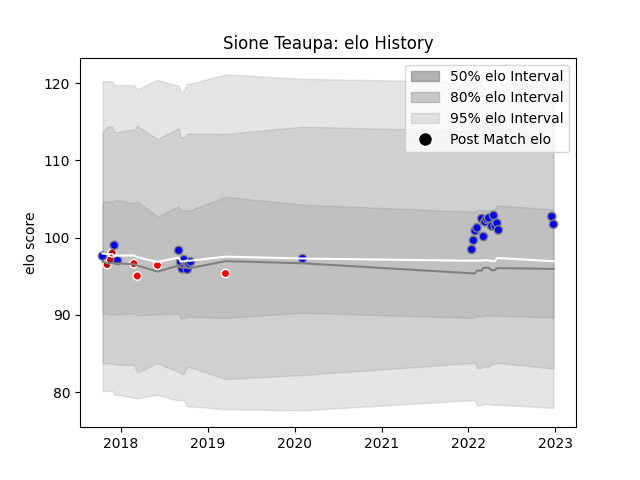 Sione Teaupa: elo History
50% elo Interval
80% elo Interval
95% elo Interval
Post Match elo
elo score
120
110
100
90
80
2018
2019
2020
2021
2022
2023